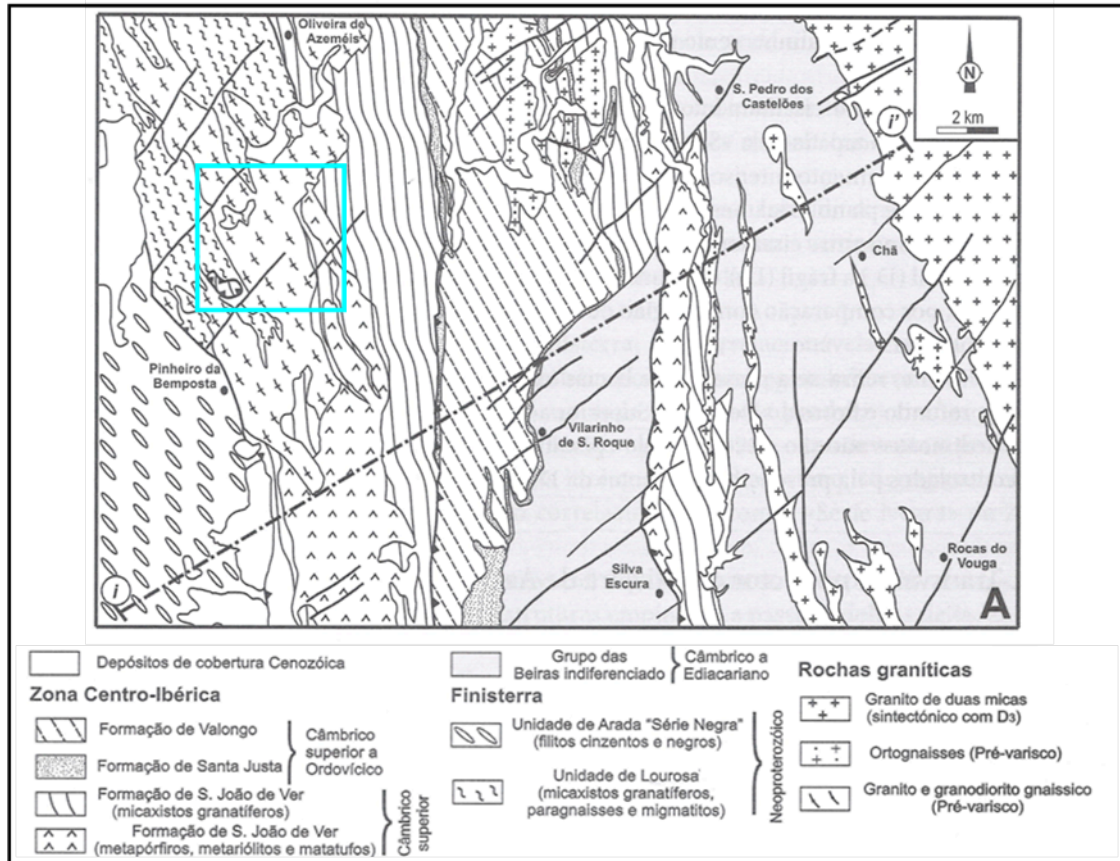 Oliveira de
Azeméis
S. Pedro dos
Castelões
N
2 km
i'
Chã
Pinheiro da
Bemposta
Vilarinho
de S. Roque
Silva
Escura
Rocas do
Vouga
i
A
Depósitos de cobertura Cenozóica
Zona Centro-Ibérica
Formação de Valongo
Formação de Santa Justa
Câmbrico
superior a
Ordovícico
Formação de S. João de Ver
(micaxistos granatíferos)
Formação de S. João de Ver
(metapórfiros, metariólitos e matatufos)
Câmbrico
superior
Grupo das
Beiras indiferenciado
Câmbrico a
Ediacariano
Finisterra
Unidade de Arada "Série Negra"
(filitos cinzentos e negros)
Unidade de Lourosa
(micaxistos granatíferos,
paragnaisses e migmatitos)
Neoproterozóico
Rochas graníticas
Granito de duas micas
(sintectónico com D3)
Ortognaisses (Pré-varisco)
Granito e granodiorito gnaissico
(Pré-varisco)